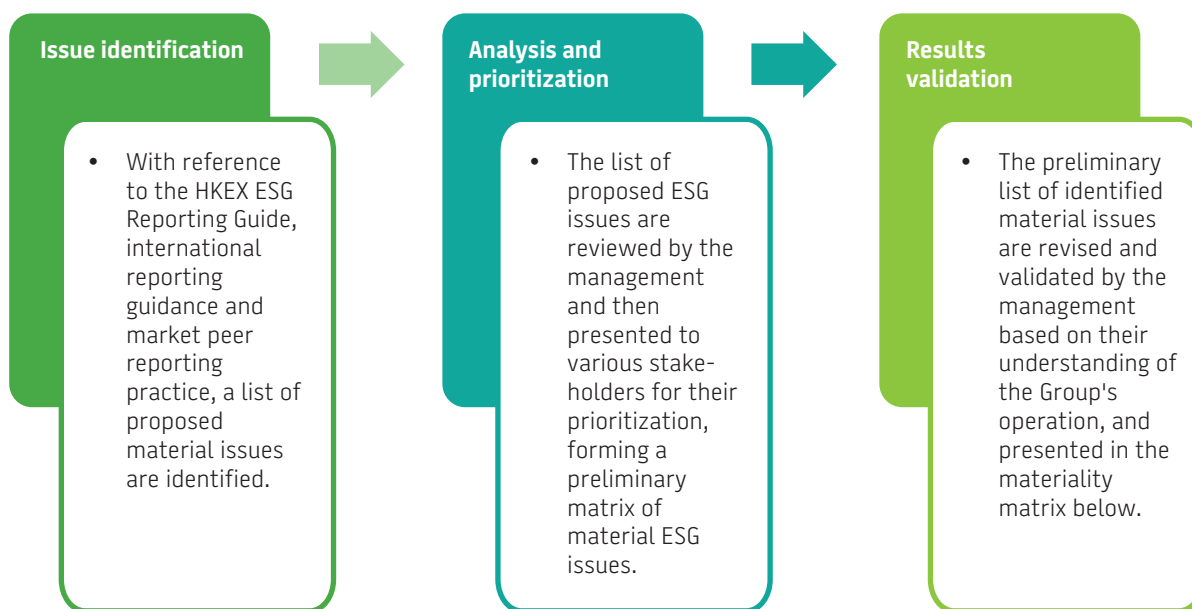 Issue identification
• With reference
to the HKEX ESG
Reporting Guide,
international
reporting
guidance and
market peer
reporting
practice, a list of
proposed
material issues
are identified.
Analysis and
prioritization
• The list of
proposed ESG
issues are
reviewed by the
management
and then
presented to
various stake-
holders for their
prioritization,
forming a
preliminary
matrix of
material ESG
issues.
Results
validation
• The preliminary
list of identified
material issues
are revised and
validated by the
management
based on their
understanding of
the Group's
operation, and
presented in the
materiality
matrix below.